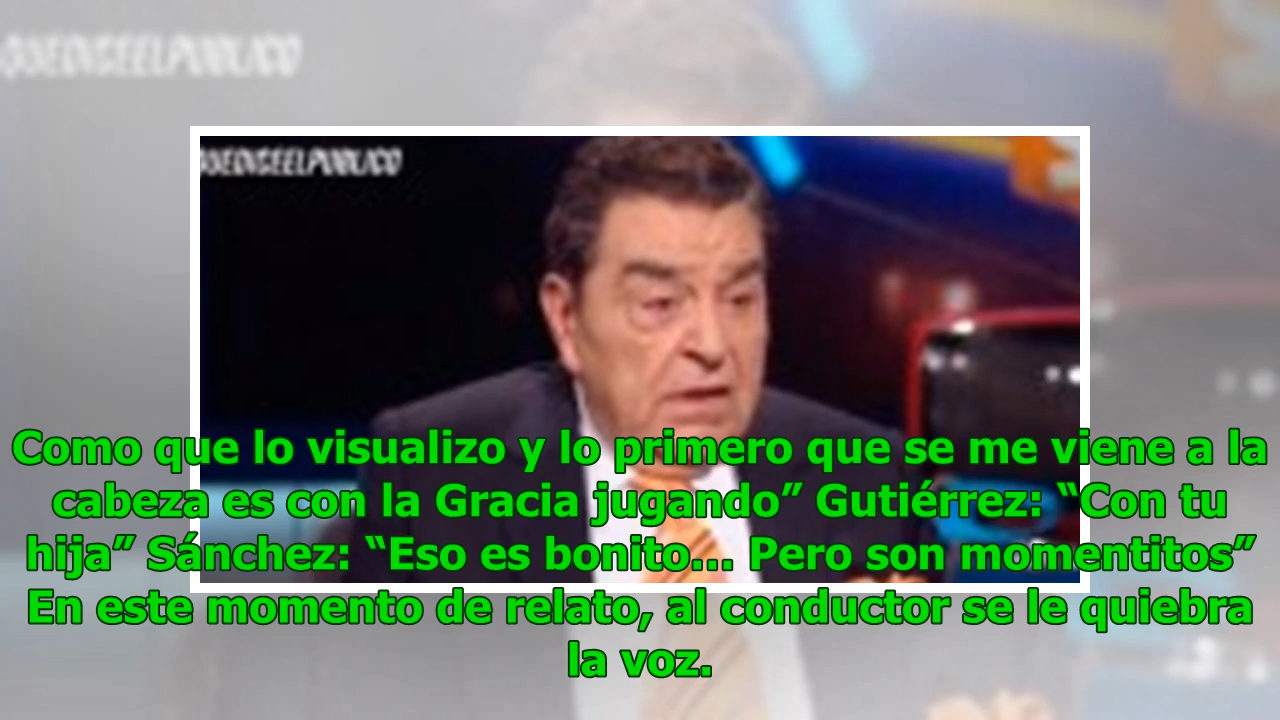 QUEDISEELPUBLICO
QUEDISEELPUBLICO
Como que lo visualizo y lo primero que se me viene a la
cabeza es con la Gracia jugando” Gutiérrez: “Con tu
hija” Sánchez: “Eso es bonito... Pero son momentitos”
En este momento de relato, al conductor se le quiebra
la voz.